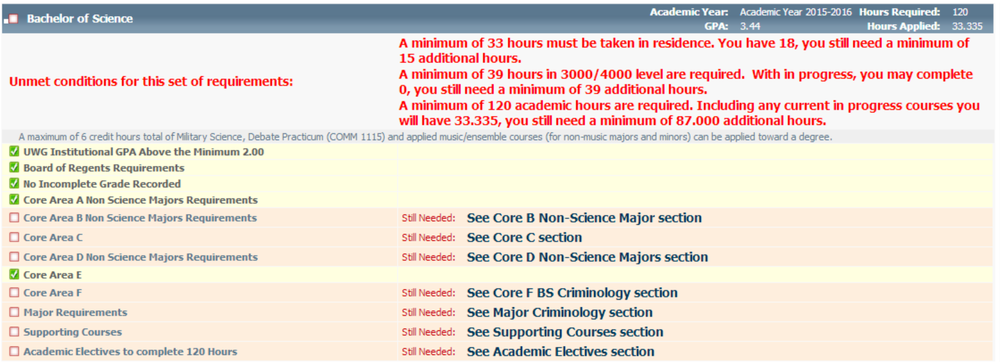 Bachelor of Science
Academic Year: Academic Year 2015-2016 Hours Required: 120
GPA: 3.44 Hours Applied: 33.335
Unmet conditions for this set of requirements:
A minimum of 33 hours must be taken in residence. You have 18, you still need a minimum of
15 additional hours.
A minimum of 39 hours in 3000/4000 level are required.  With in progress, you may complete
0, you still need a minimum of 39 additional hours.
A minimum of 120 academic hours are required. Including any current in progress courses you
will have 33.335, you still need a minimum of 87.000 additional hours.
A maximum of 6 credit hours total of Military Science, Debate Practicum (COMM 1115) and applied music/ensemble courses (for non-music majors and minors) can be applied toward a degree.
UWG Institutional GPA Above the Minimum 2.00
Board of Regents Requirements
No Incomplete Grade Recorded
Core Area A Non Science Majors Requirements
Core Area B Non Science Majors Requirements Still Needed: See Core B Non-Science Major section
Core Area C Still Needed: See Core C section
Core Area D Non Science Majors Requirements Still Needed: See Core D Non-Science Majors section
Core Area E
Core Area F Still Needed: See Core F BS Criminology section
Major Requirements Still Needed: See Major Criminology section
Supporting Courses Still Needed: See Supporting Courses section
Academic Electives to complete 120 Hours Still Needed: See Academic Electives section